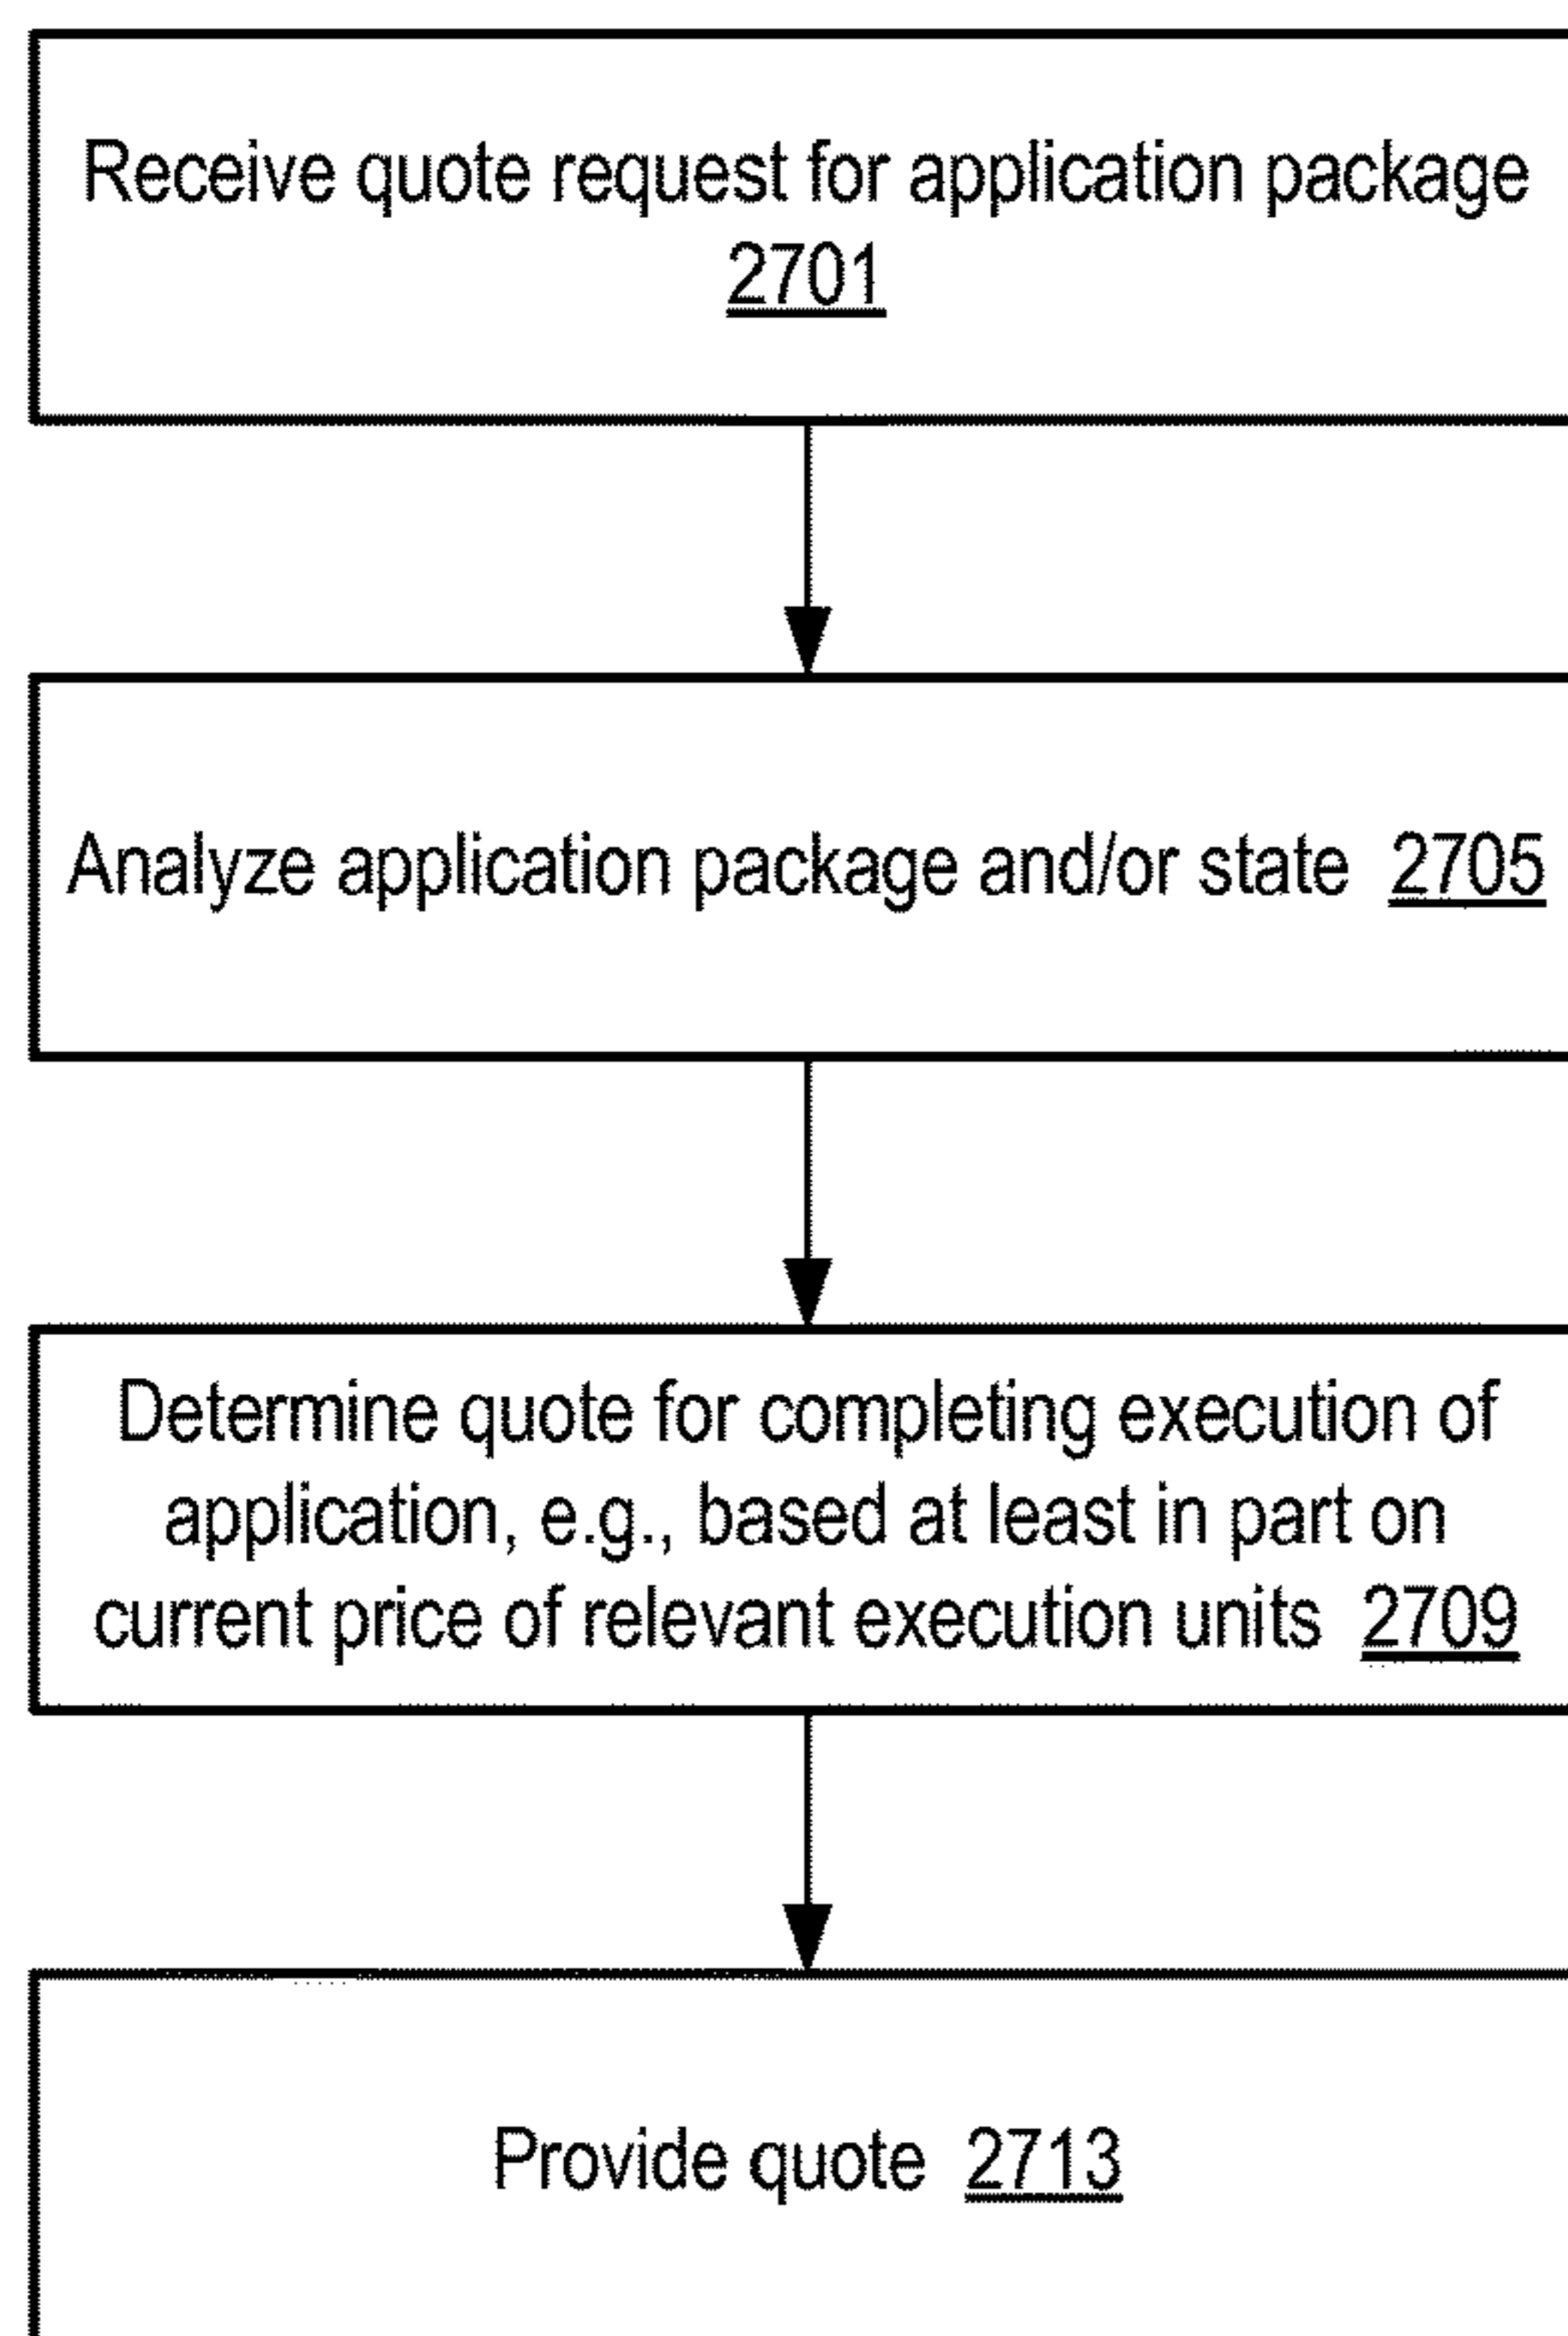 Receive quote request for application package
2701
Analyze application package and/or state 2705
Determine quote for completing execution of
application, e.g., based at least in part on
current price of relevant execution units 2709
Provide quote 2713